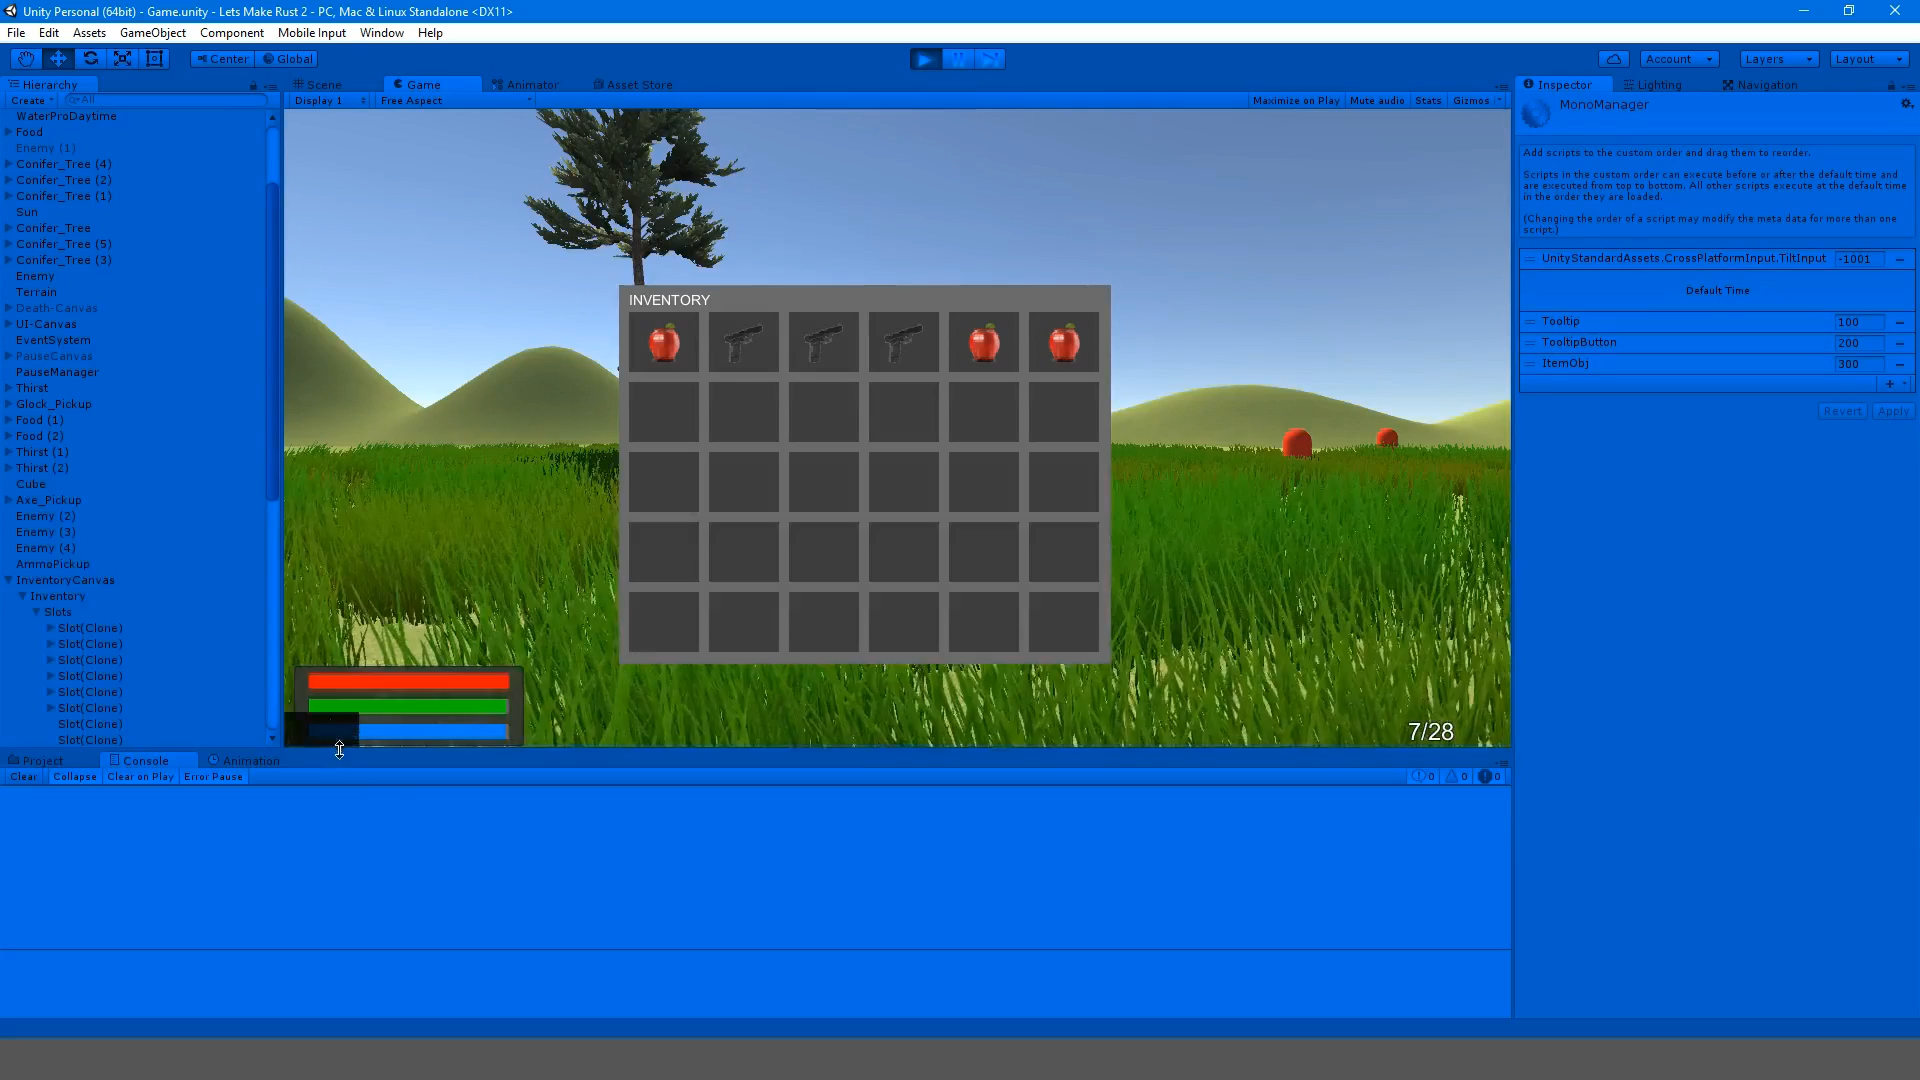 Unity Personal (64bit) - Game.unity - Lets Make Rust 2 - PC, Mac & Linux Standalone <DX11>
File Edit Assets GameObject Component Mobile Input Window Help
Center Global Account Layers Layout
Hierarchy Scene Game Animator Asset Store Inspector Lighting Navigation
Create All Display 1 Free Aspect Maximize on Play Mute audio Stats Gizmos
MonoManager
WaterProDaytime
Food
Enemy (1)
Conifer_Tree (4)
Conifer_Tree (2)
Conifer_Tree (1)
Sun
Conifer_Tree
Conifer_Tree (5)
Conifer_Tree (3)
Enemy
Terrain
Death-Canvas
UI-Canvas
EventSystem
PauseCanvas
PauseManager
Thirst
Glock_Pickup
Food (1)
Food (2)
Thirst (1)
Thirst (2)
Cube
Axe_Pickup
Enemy (2)
Enemy (3)
Enemy (4)
AmmoPickup
InventoryCanvas
Inventory
Slots
Slot(Clone)
Slot(Clone)
Slot(Clone)
Slot(Clone)
Slot(Clone)
Slot(Clone)
Slot(Clone)
Slot(Clone)
INVENTORY
7/28
Add scripts to the custom order and drag them to reorder.
Scripts in the custom order can execute before or after the default time and
are executed from top to bottom. All other scripts execute at the default time
in the order they are loaded.
(Changing the order of a script may modify the meta data for more than one
script.)
UnityStandardAssets.CrossPlatformInput.TiltInput -1001
Default Time
Tooltip 100
TooltipButton 200
ItemObj 300
Revert Apply
Project Console Animation
Clear Collapse Clear on Play Error Pause 0 0 0